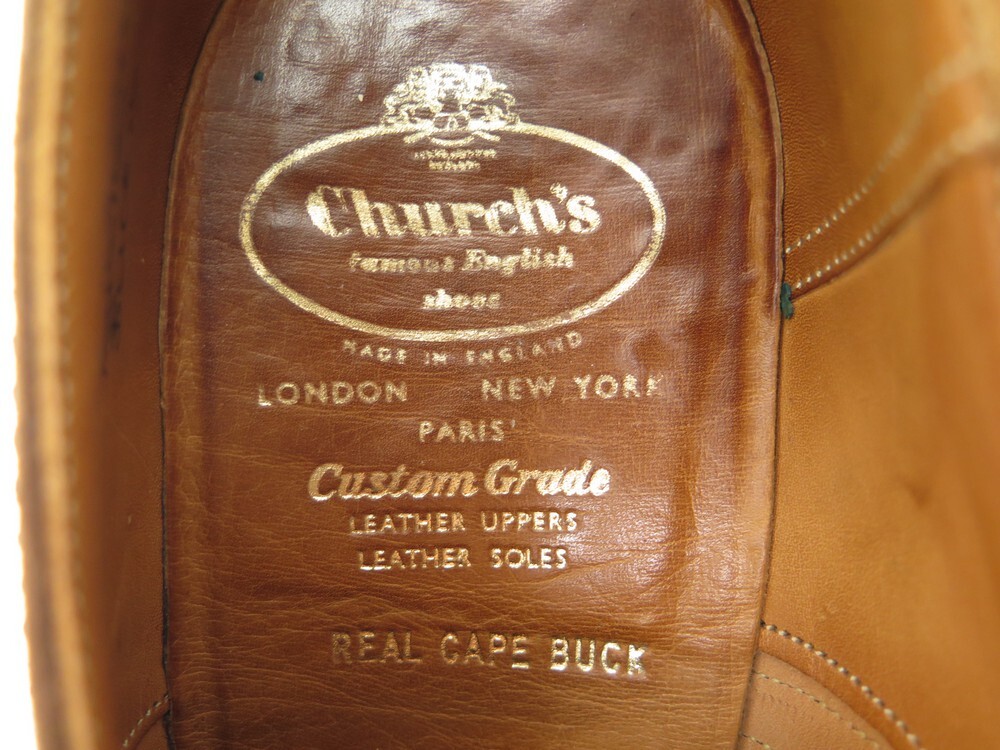 Church's
famous English
shoes
MADE IN ENGLAND
LONDON NEW YORK
PARIS
Custom Grade
LEATHER UPPERS
LEATHER SOLES
REAL CAPE BUCK